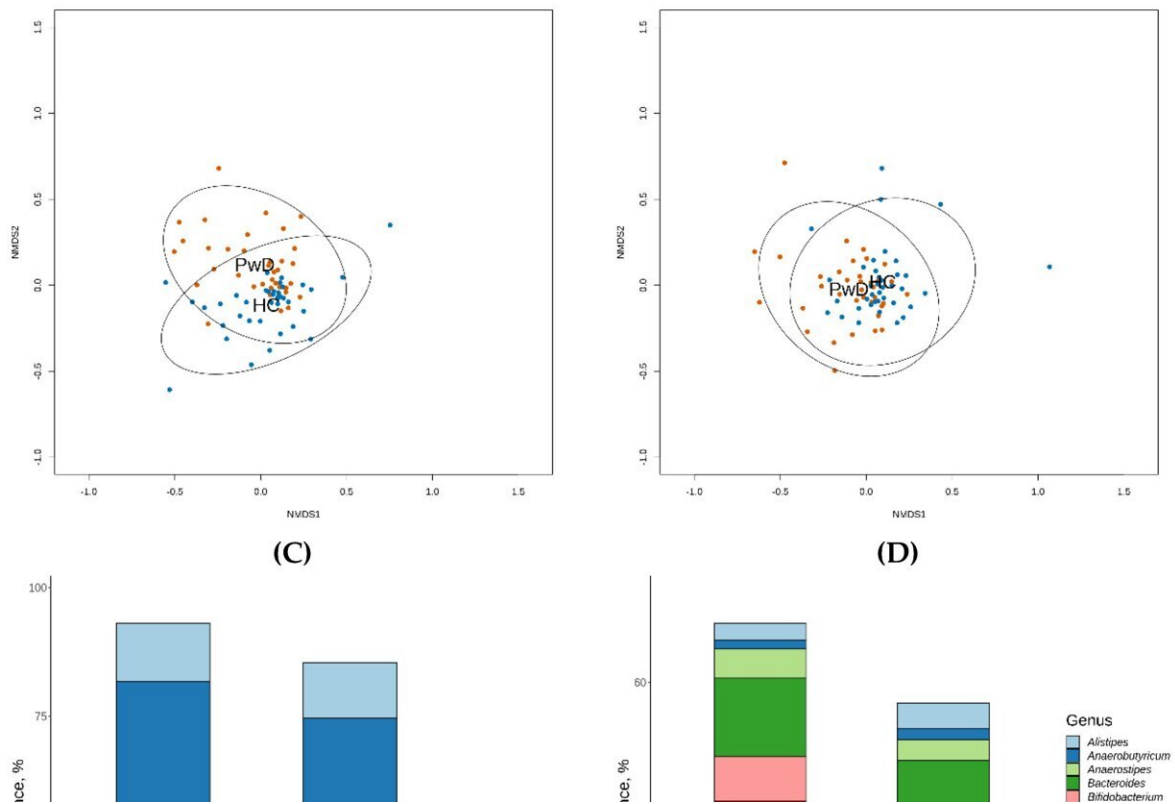 1.5
1.0
0.5
0.0
-0.5
-1.0
NMDS2
PwD
HC
-1.0 -0.5 0.0 0.5 1.0 1.5
NMDS1
(C)
1.5
1.0
0.5
0.0
-0.5
-1.0
NMDS2
PwD
HC
-1.0 -0.5 0.0 0.5 1.0 1.5
NMDS1
(D)
100
75
nce, %
60
nce, %
Genus
Alistipes
Anaerobutyricum
Anaerostipes
Bacteroides
Bifidobacterium